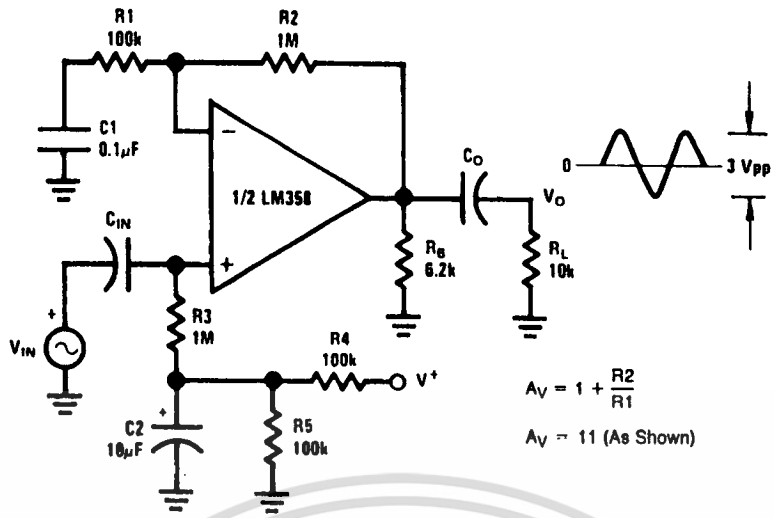 R1
100k
R2
1M
C1
0.1μF
−
1/2 LM358
+
CO
VO
0
3 Vpp
CIN
RB
6.2k
RL
10k
+
VIN
R3
1M
R4
100k
V+
+
C2
10μF
R5
100k
AV = 1 + R2/R1
AV = 11 (As Shown)